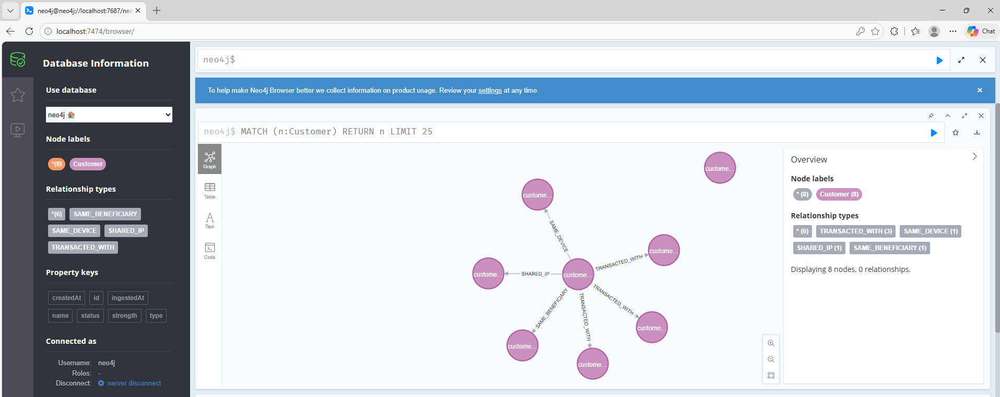 neo4j@neo4j://localhost:7687/neo
localhost:7474/browser/
Chat
Database Information
Use database
neo4j
Node labels
*(8) Customer
Relationship types
*(6) SAME_BENEFICIARY
SAME_DEVICE SHARED_IP
TRANSACTED_WITH
Property keys
createdAt id ingestedAt
name status strength type
Connected as
Username: neo4j
Roles: -
Disconnect: :server disconnect
neo4j$
To help make Neo4j Browser better we collect information on product usage. Review your settings at any time.
neo4j$ MATCH (n:Customer) RETURN n LIMIT 25
Graph
Table
Text
Code
custome...
custome...
SAME_DEVICE
custome...
TRANSACTED_WITH
custome...
SHARED_IP
custome...
TRANSACTED_WITH
SAME_BENEFICIARY
TRANSACTED_WITH
custome...
custome...
custome...
Overview
Node labels
* (8) Customer (8)
Relationship types
* (6) TRANSACTED_WITH (3) SAME_DEVICE (1)
SHARED_IP (1) SAME_BENEFICIARY (1)
Displaying 8 nodes, 0 relationships.